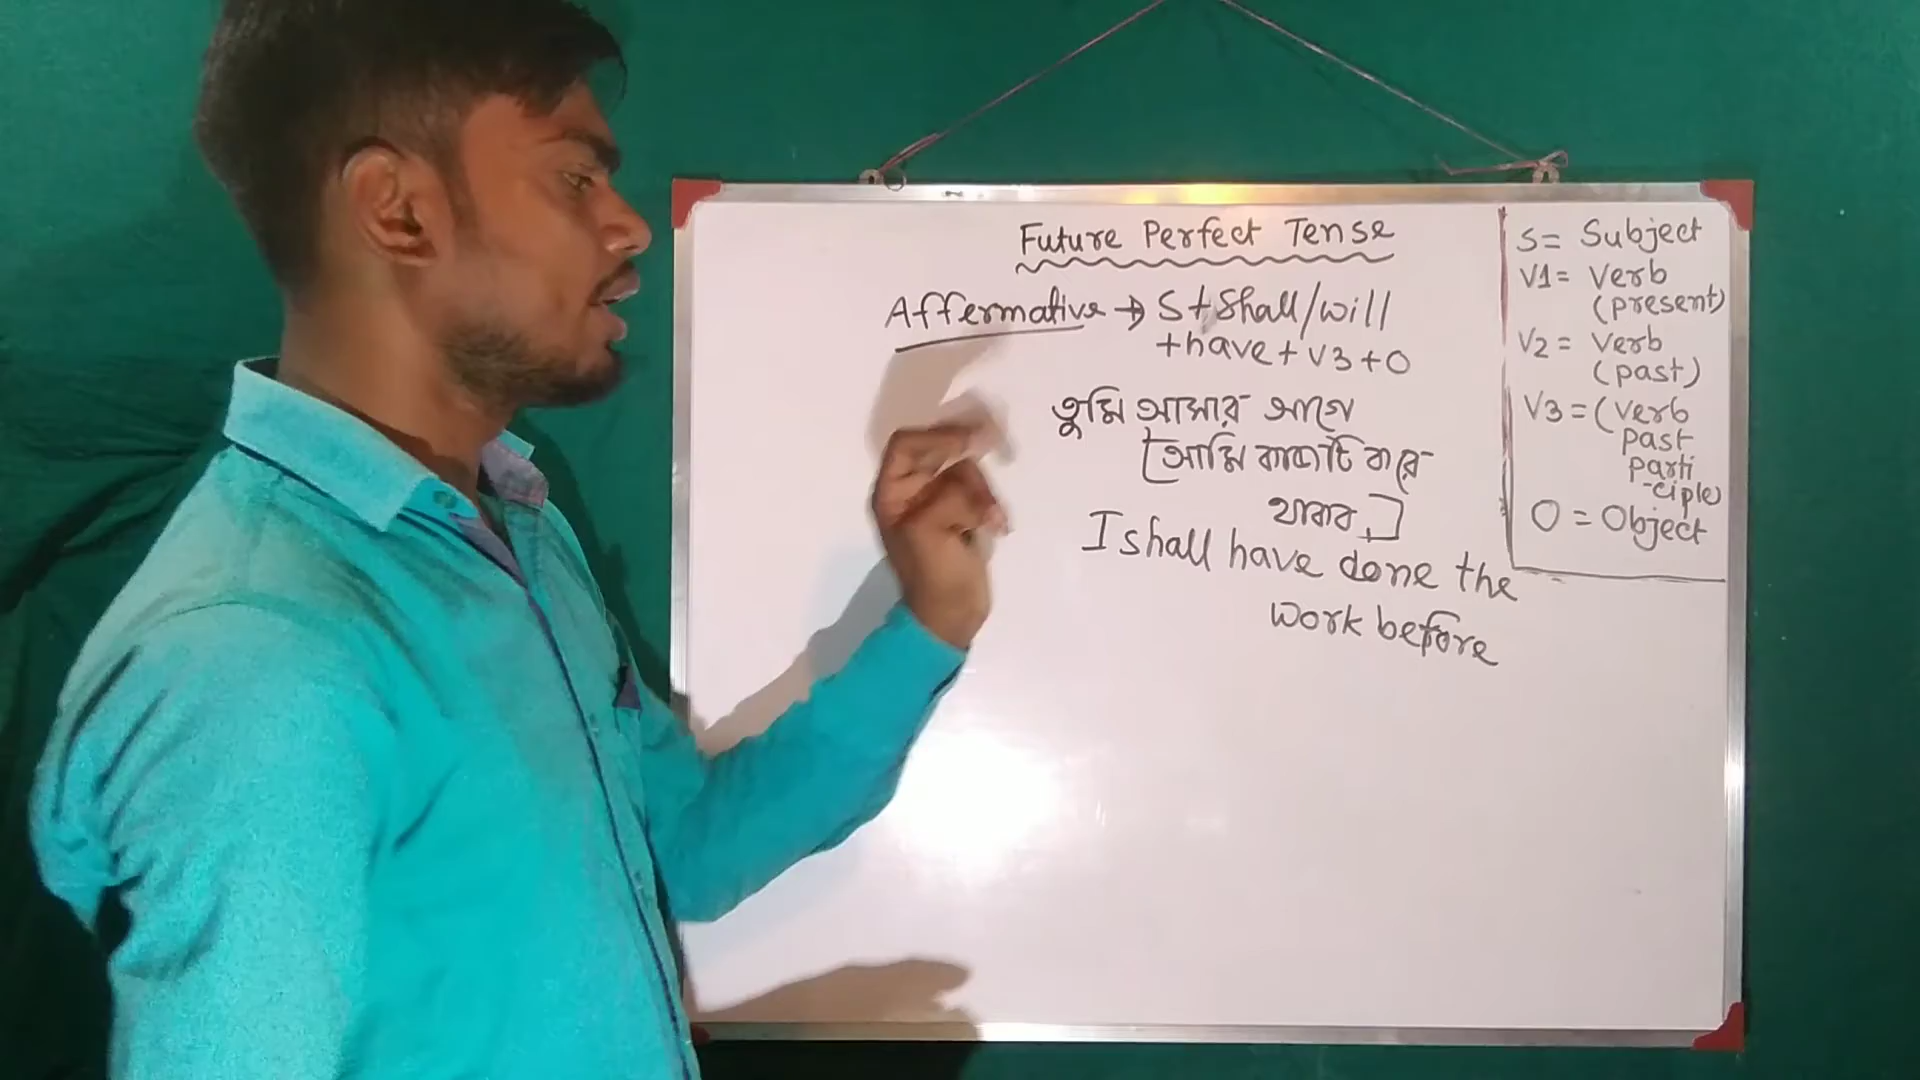 Future Perfect Tense
Affermative → S + Shall/will
+ have + V3 + O
তুমি আসার আগে
[আমি কাজটি করে
থাকব]
I shall have done the
work before
S = Subject
V1 = Verb
(present)
V2 = Verb
(past)
V3 = (verb
past
parti
-ciple)
O = Object